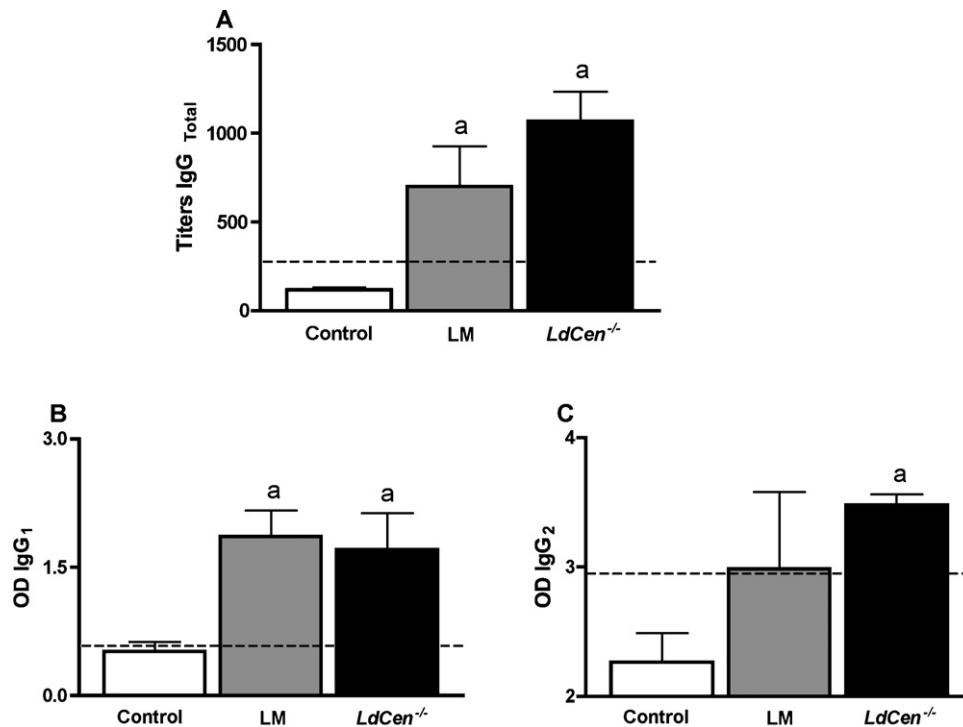 A
1500
1000
500
0
Titers IgG Total
a
a
Control
LM
LdCen-/-
B
3.0
1.5
0.0
OD IgG1
a
a
Control
LM
LdCen-/-
C
4
3
2
OD IgG2
a
Control
LM
LdCen-/-